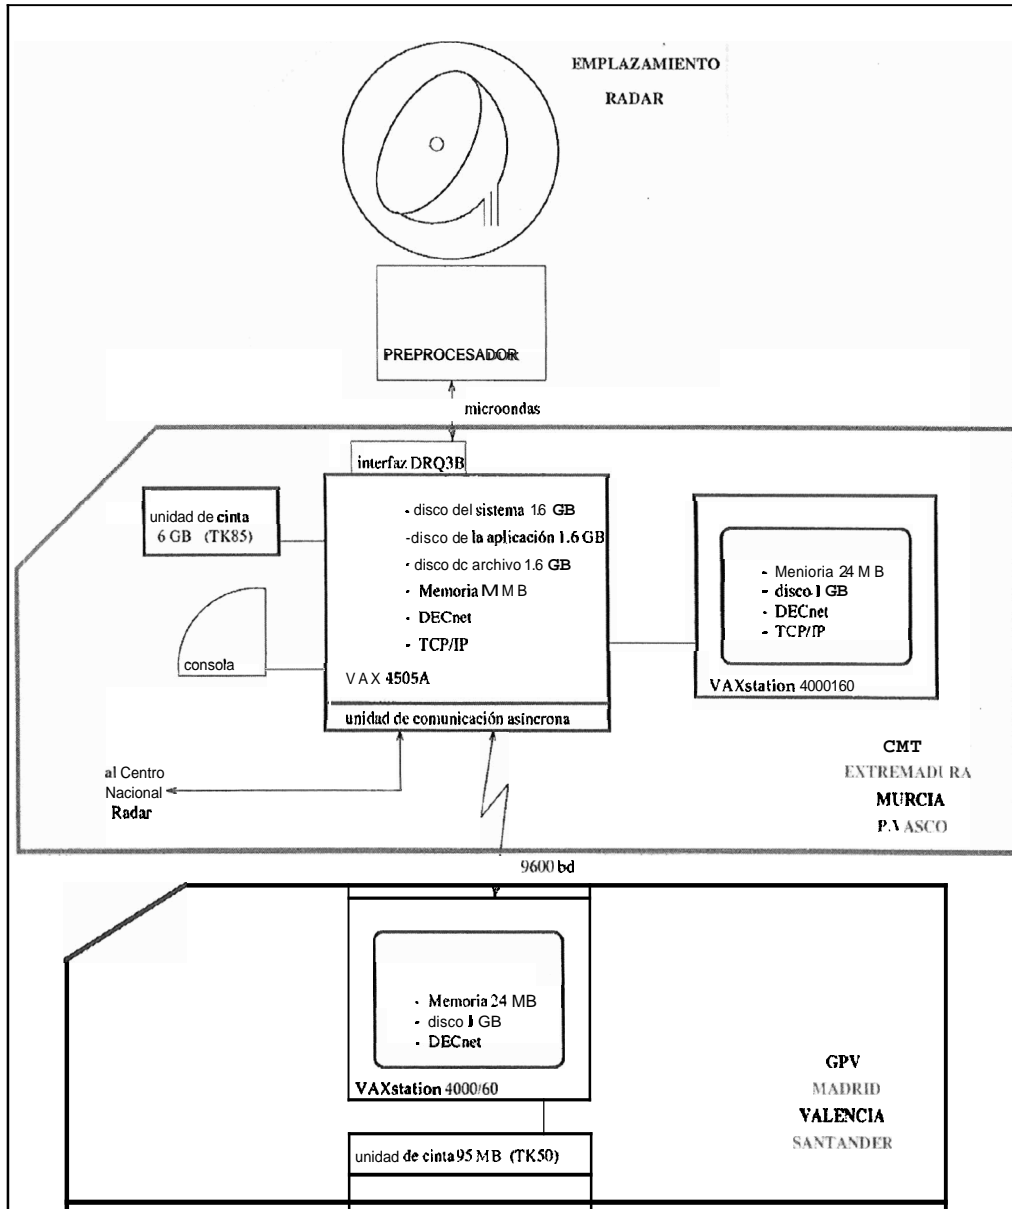 EMPLAZAMIENTO
RADAR
PREPROCESADOR
microondas
interfaz DRQ3B
unidad de cinta
6 GB (TK85)
- disco del sistema 1.6 GB
-disco de la aplicación 1.6 GB
- disco dc archivo 1.6 GB
- Memoria M B
- DECnet
- TCP/IP
VAX 4505A
consola
unidad de comunicación asíncrona
- Menioria 24 M B
- disco 1 GB
- DECnet
- TCP/IP
VAXstation 4000160
al Centro
Nacional
Radar
CMT
EXTREMADURA
MURCIA
P.VASCO
9600 bd
- Memoria 24 MB
- disco 1 GB
- DECnet
VAXstation 4000/60
GPV
MADRID
VALENCIA
SANTANDER
unidad de cinta 95 MB (TK50)